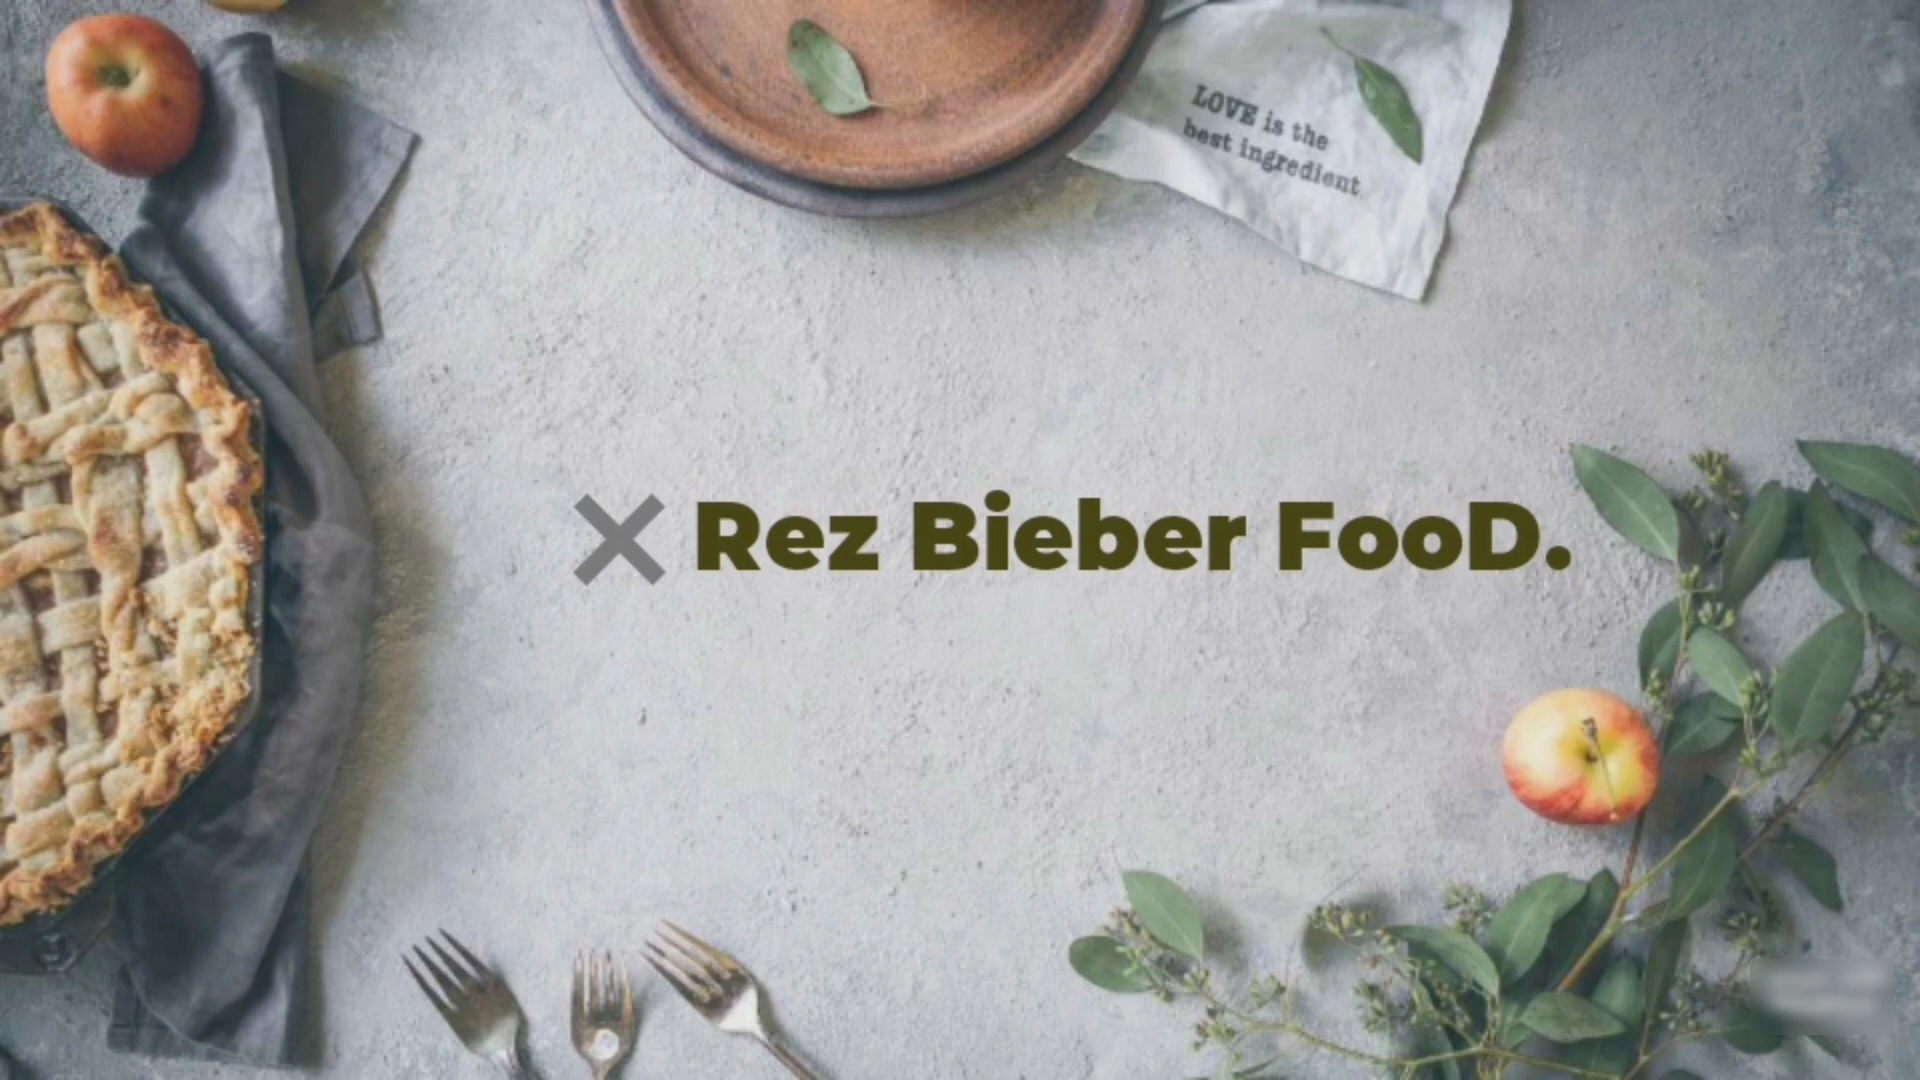 LOVE is the
best ingredient
✕ Rez Bieber FooD.